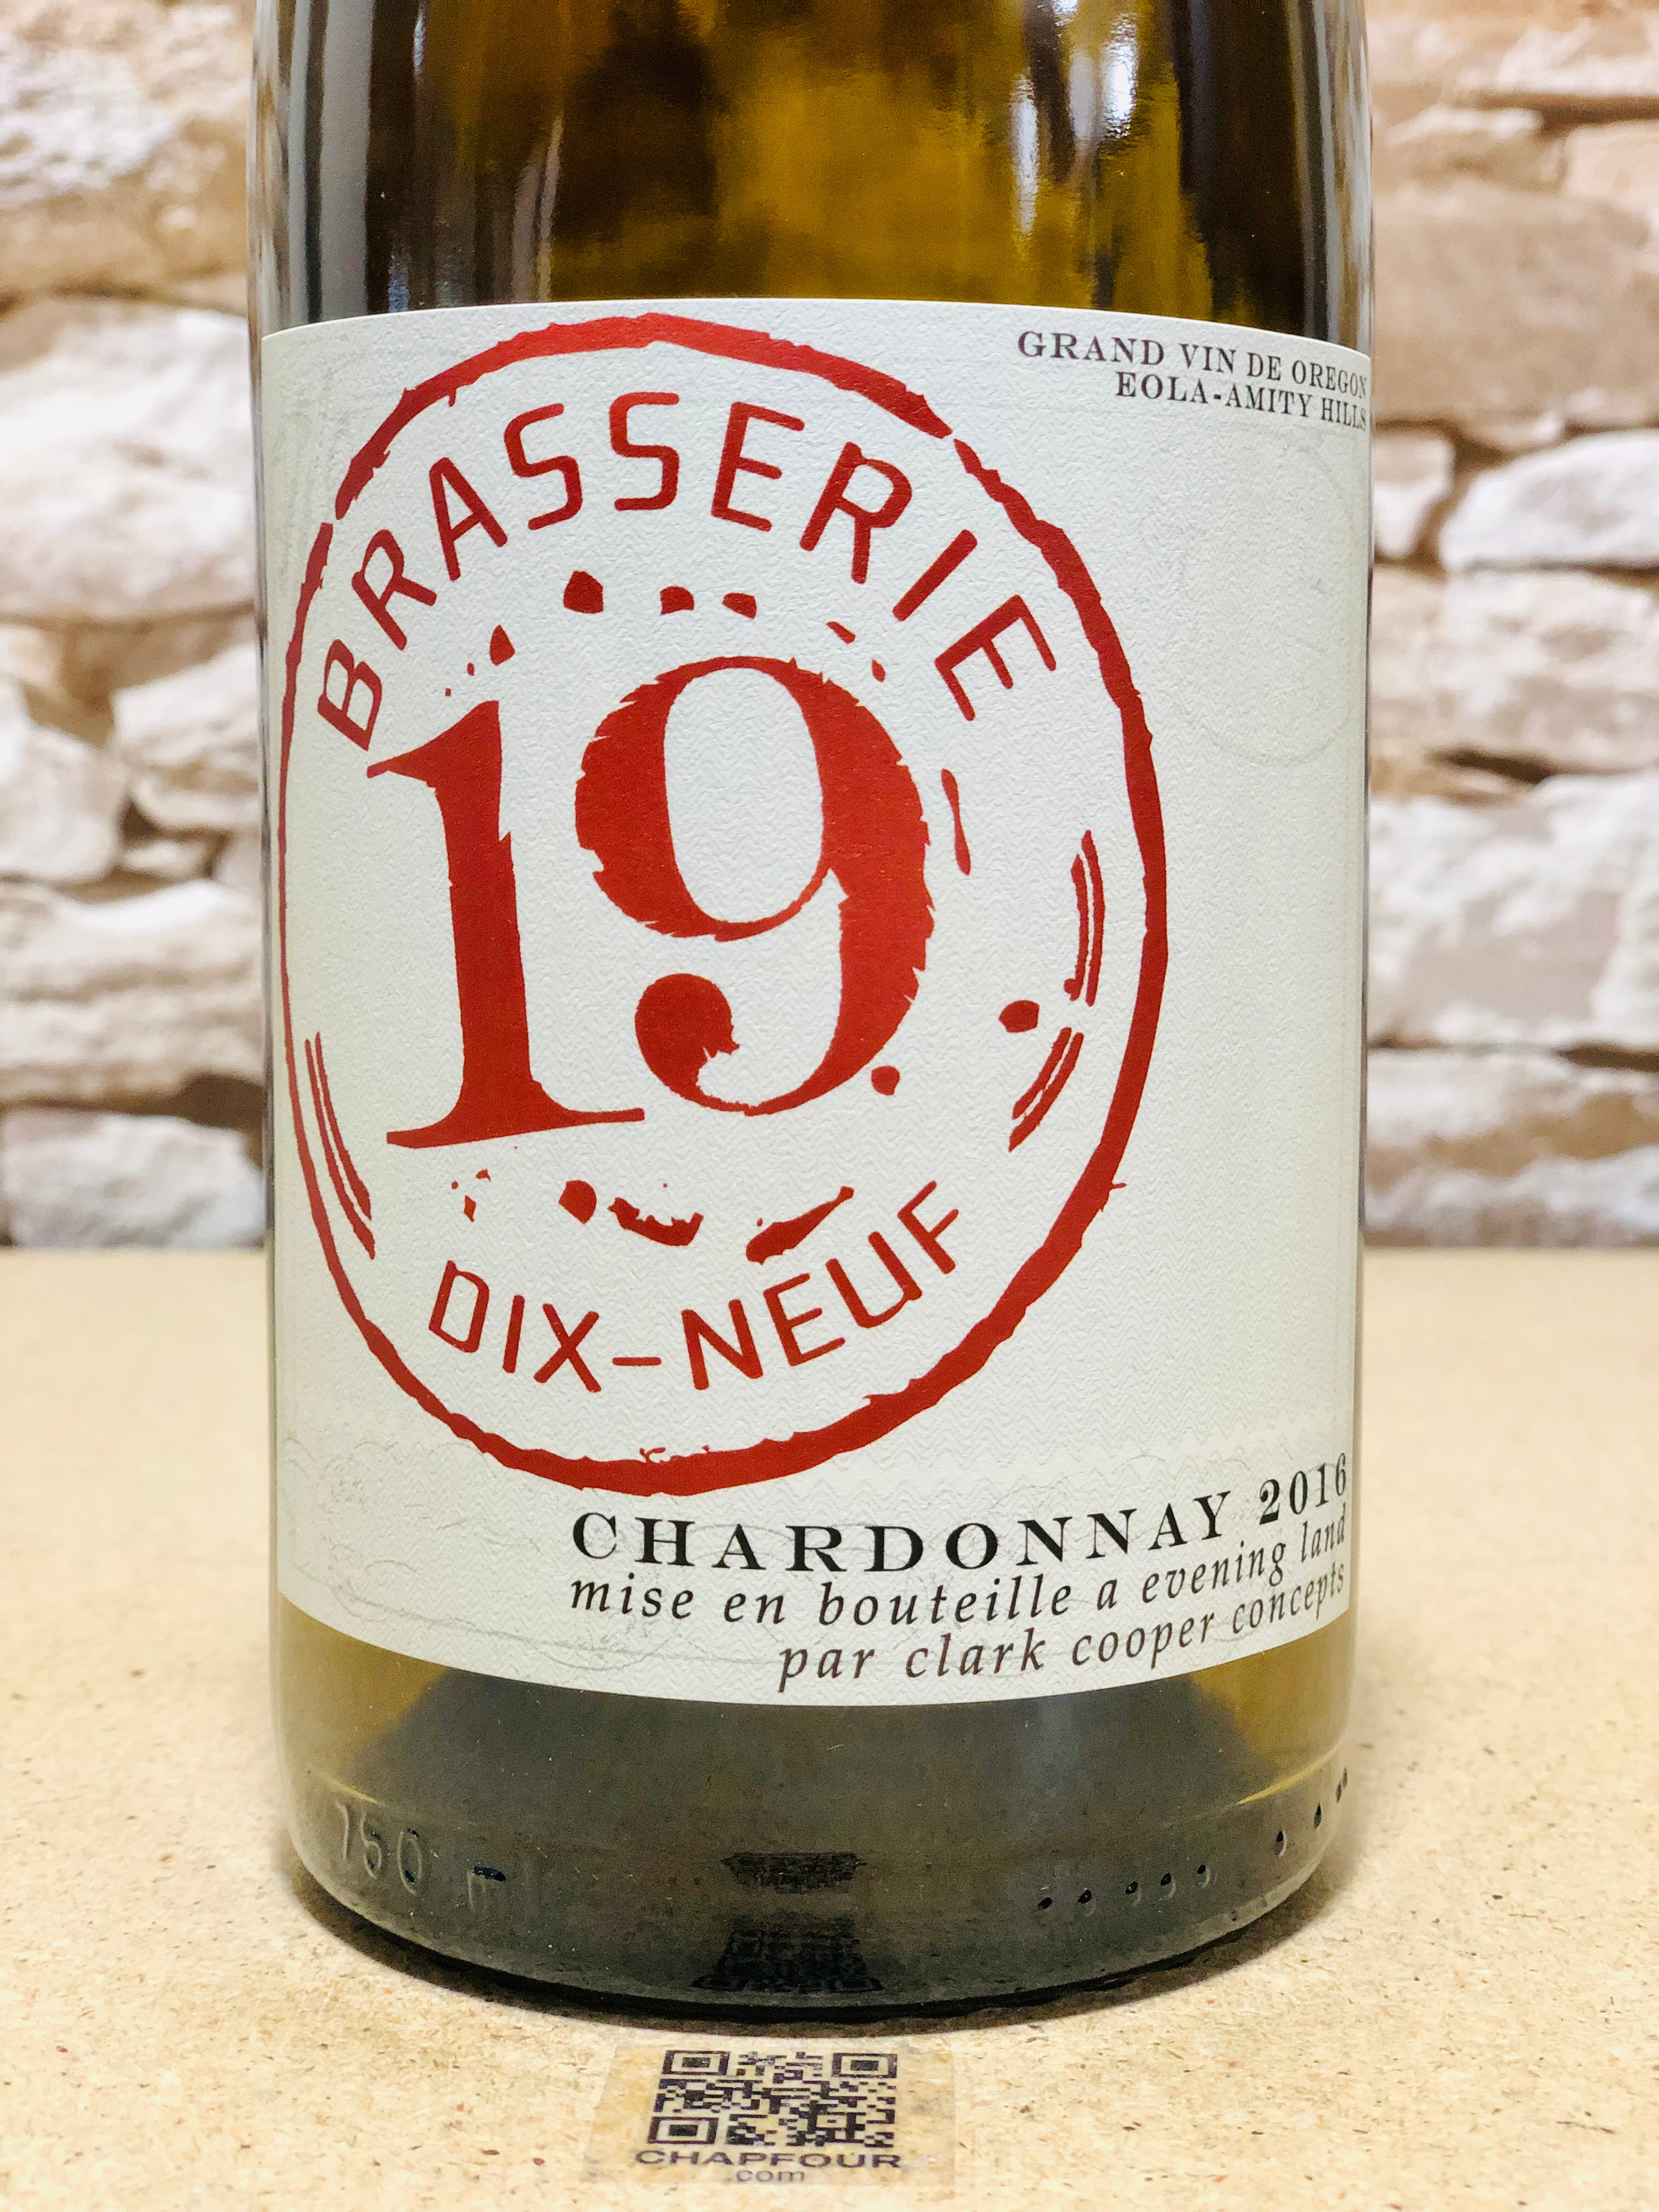 GRAND VIN DE OREGON
EOLA-AMITY HILLS
BRASSERIE
19
DIX-NEUF
CHARDONNAY 2016
mise en bouteille a evening land
par clark cooper concepts
750 ml
CHAPFOUR
.com